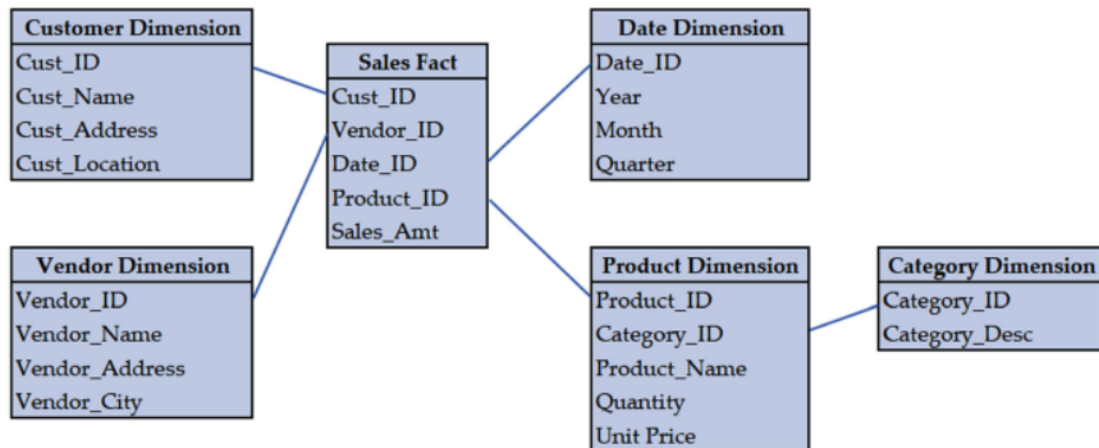 Customer Dimension
Cust_ID
Cust_Name
Cust_Address
Cust_Location
Sales Fact
Cust_ID
Vendor_ID
Date_ID
Product_ID
Sales_Amt
Date Dimension
Date_ID
Year
Month
Quarter
Vendor Dimension
Vendor_ID
Vendor_Name
Vendor_Address
Vendor_City
Product Dimension
Product_ID
Category_ID
Product_Name
Quantity
Unit Price
Category Dimension
Category_ID
Category_Desc